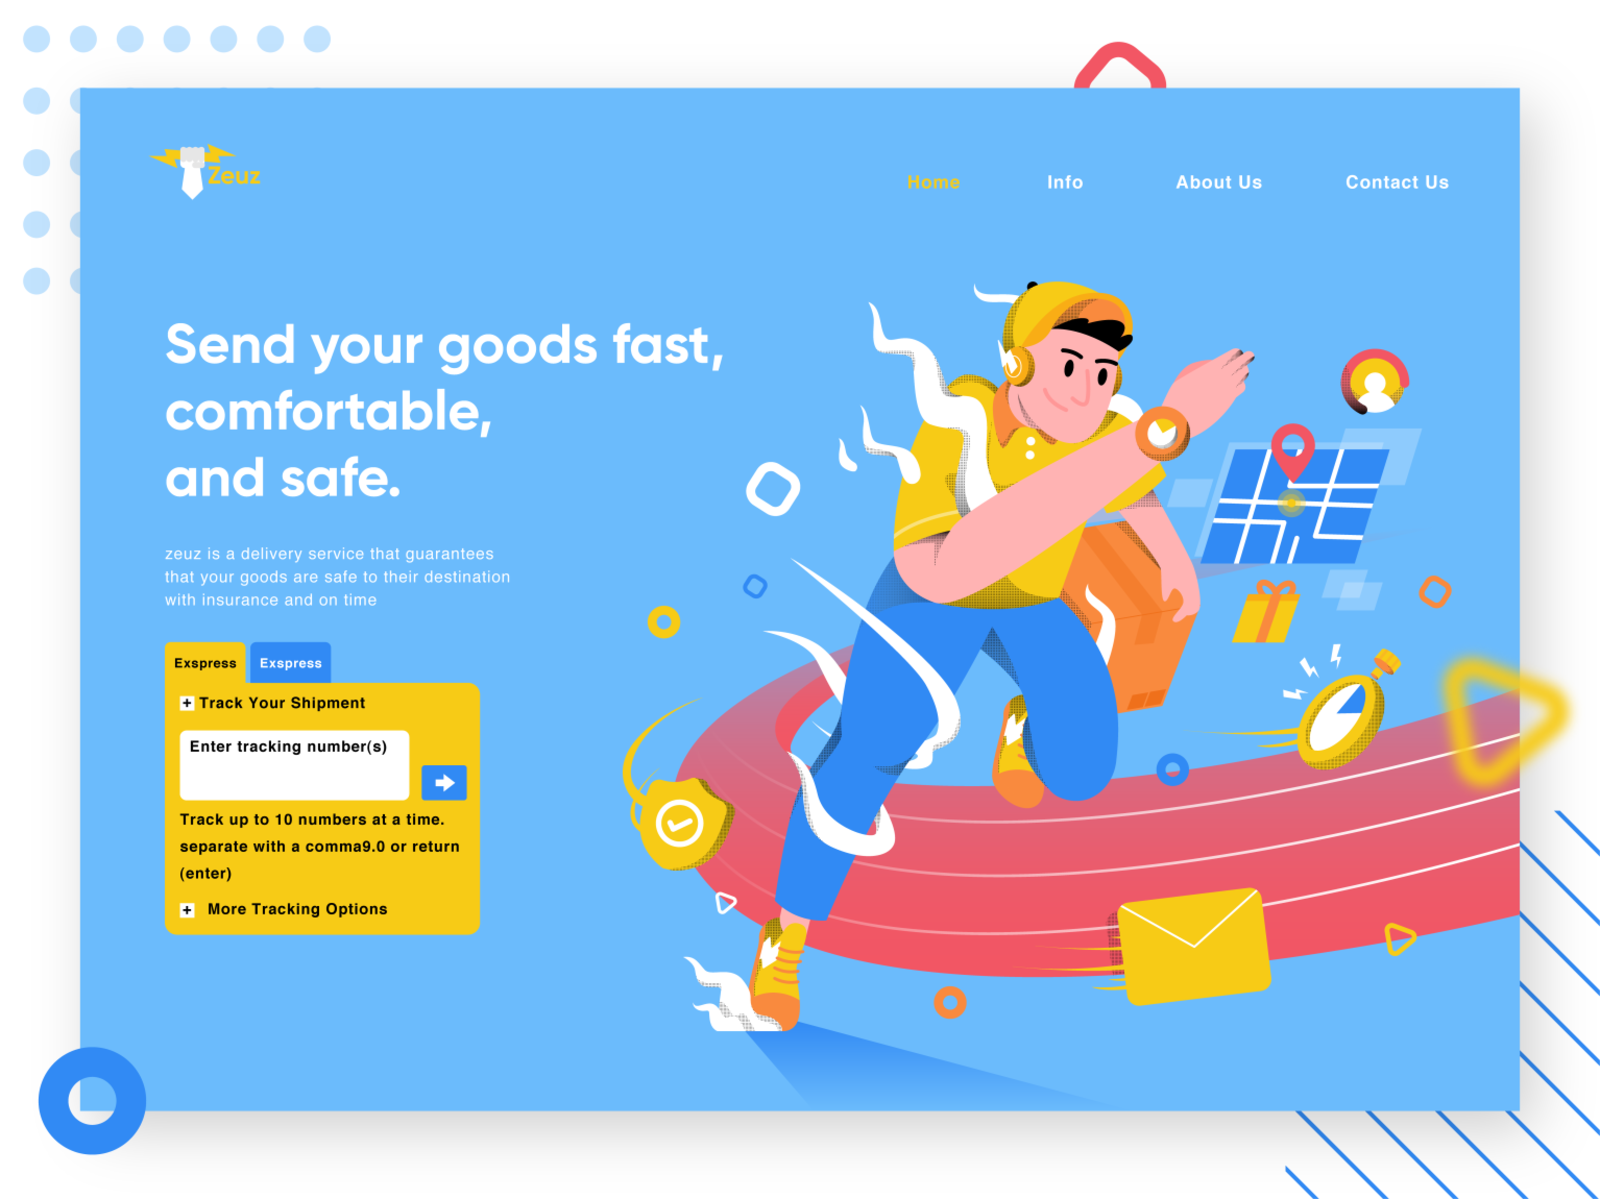 Zeuz
Home
Info
About Us
Contact Us
Send your goods fast,
comfortable,
and safe.
zeuz is a delivery service that guarantees
that your goods are safe to their destination
with insurance and on time
Exspress
Exspress
+ Track Your Shipment
Enter tracking number(s)
Track up to 10 numbers at a time.
separate with a comma9.0 or return
(enter)
+ More Tracking Options